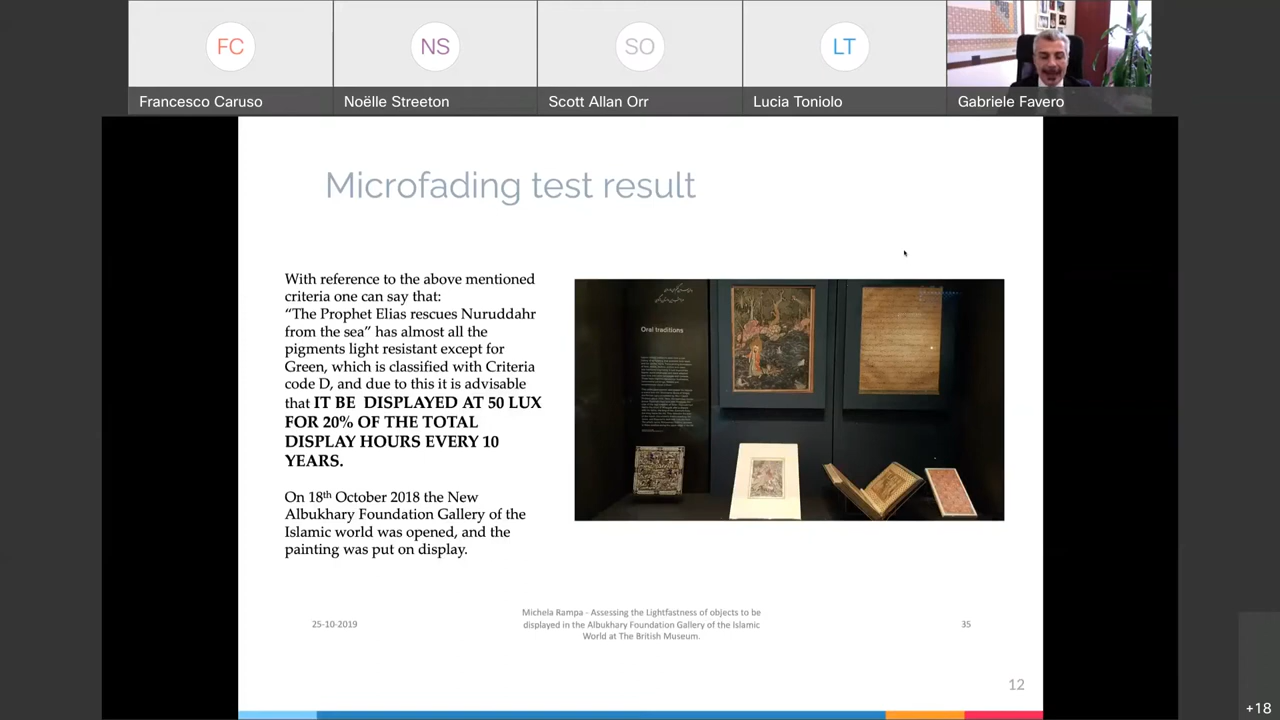 FC
NS
SO
LT
Francesco Caruso
Noëlle Streeton
Scott Allan Orr
Lucia Toniolo
Gabriele Favero
Microfading test result
With reference to the above mentioned
criteria one can say that:
“The Prophet Elias rescues Nuruddahr
from the sea” has almost all the
pigments light resistant except for
Green, which is classified with Criteria
code D, and due to this it is advisable
that IT BE DISPLAYED AT 50 LUX
FOR 20% OF THE TOTAL
DISPLAY HOURS EVERY 10
YEARS.
On 18th October 2018 the New
Albukhary Foundation Gallery of the
Islamic world was opened, and the
painting was put on display.
Oral traditions
25-10-2019
Michela Rampa - Assessing the Lightfastness of objects to be
displayed in the Albukhary Foundation Gallery of the Islamic
World at The British Museum.
35
12
+18